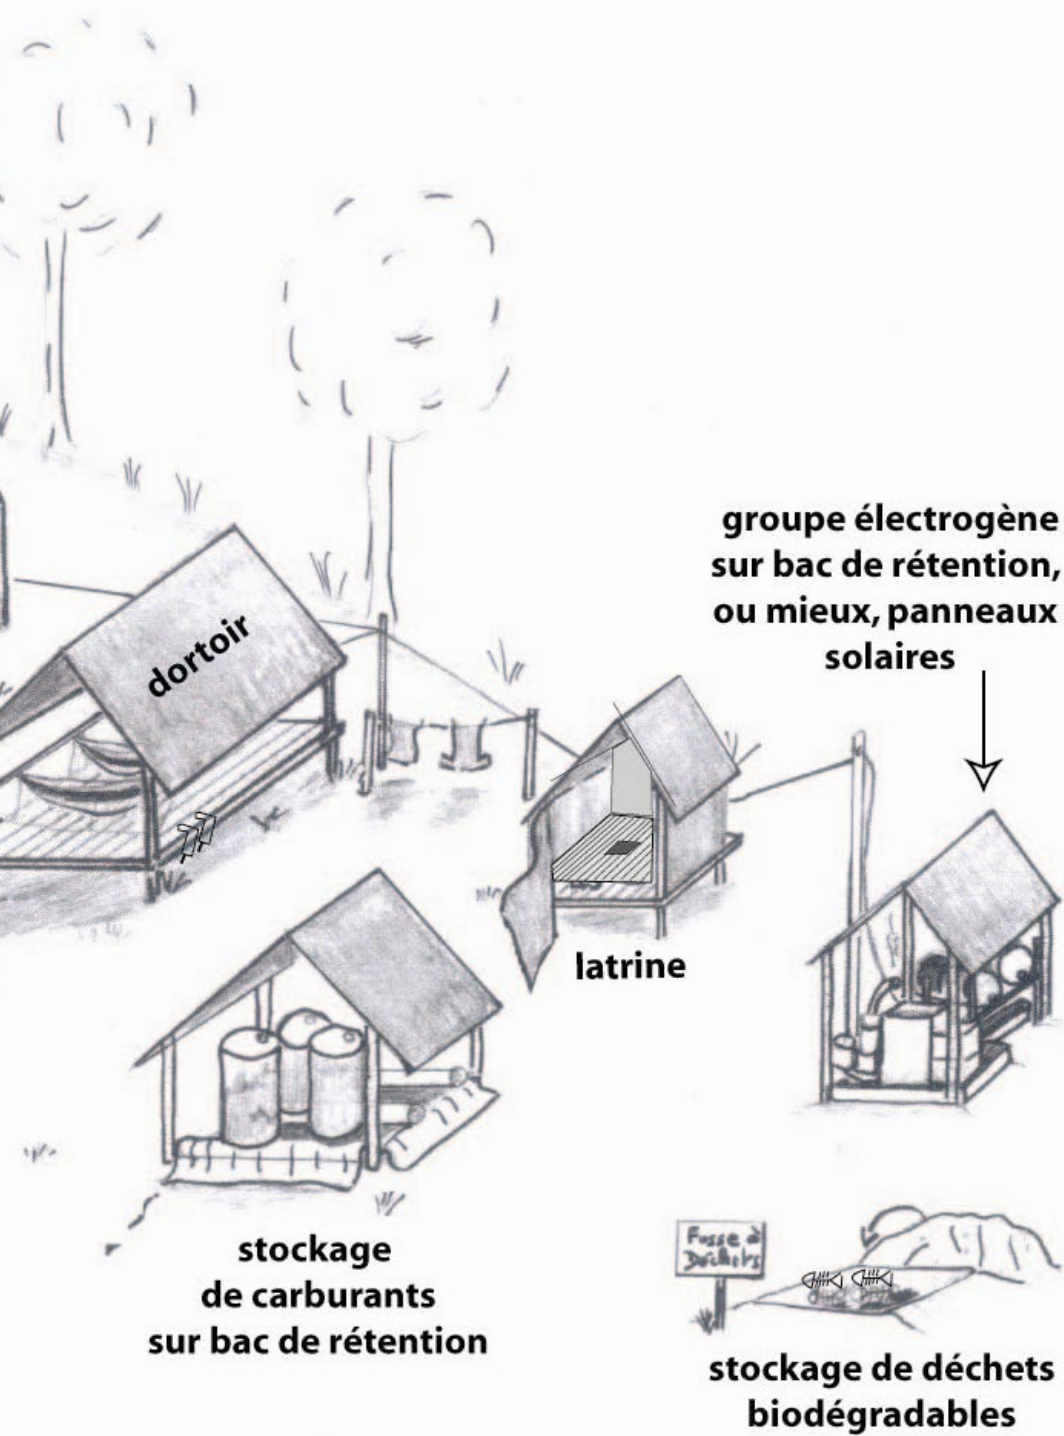 groupe électrogène
sur bac de rétention,
ou mieux, panneaux
solaires
dortoir
latrine
stockage
de carburants
sur bac de rétention
Fosse à
Déchets
stockage de déchets
biodégradables